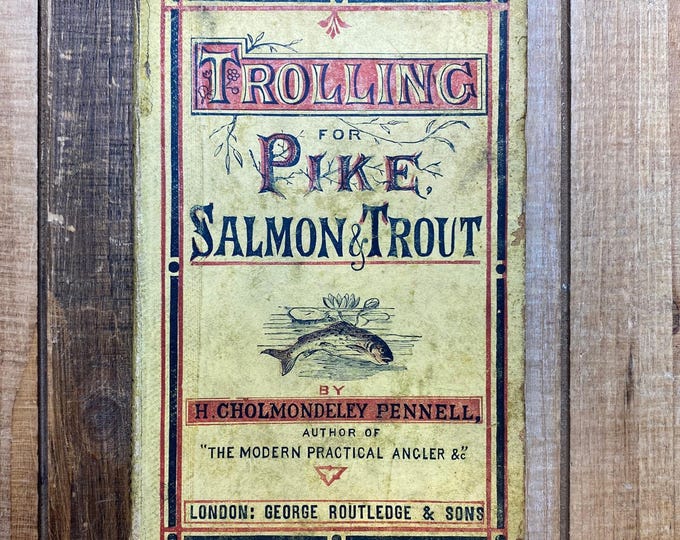 TROLLING
FOR
PIKE,
SALMON & TROUT
BY
H. CHOLMONDELEY PENNELL,
AUTHOR OF
"THE MODERN PRACTICAL ANGLER &c"
LONDON: GEORGE ROUTLEDGE & SONS